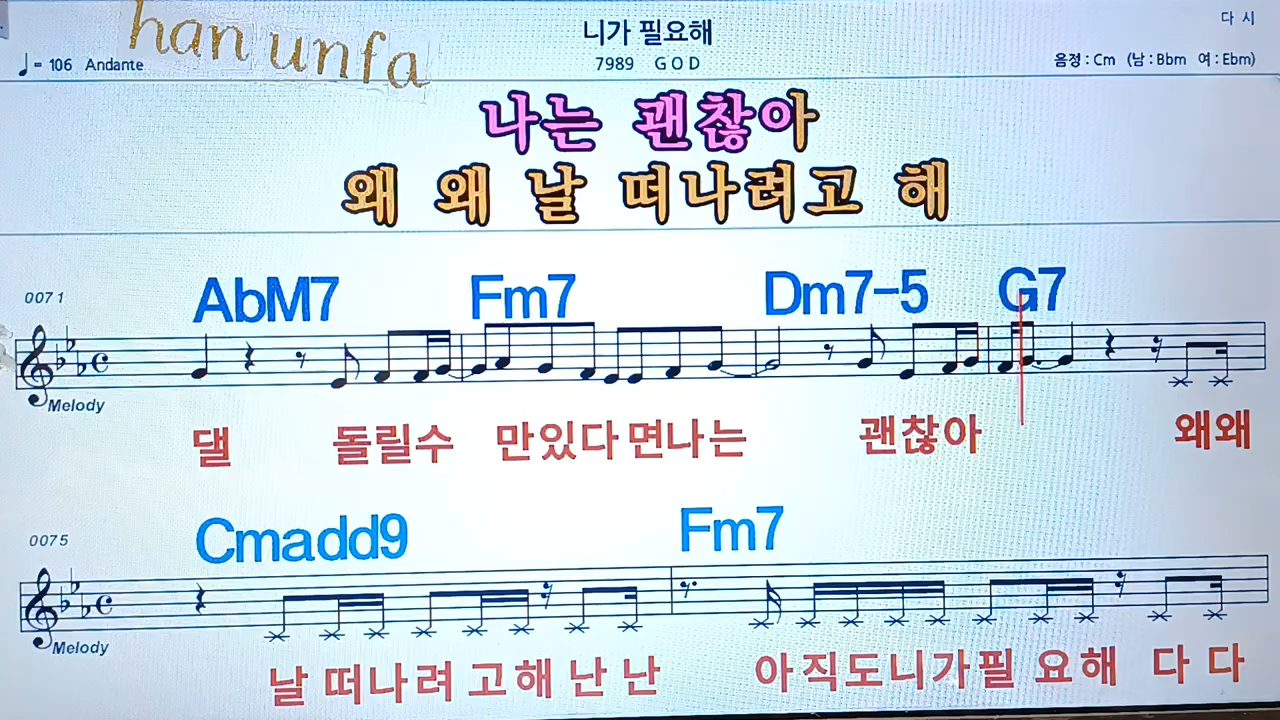 han unfa
니가 필요해
다 시
♩= 106 Andante
7989 G O D
음정 : Cm (남 : Bbm 여 : Ebm)
나는 괜찮아
왜 왜 날 떠나려고 해
0071
AbM7 Fm7 Dm7-5 G7
Melody
댈 돌릴수 만있다면나는 괜찮아 왜왜
0075
Cmadd9 Fm7
Melody
날 떠나려 고해 난 난 아직도니가필 요해 다 다